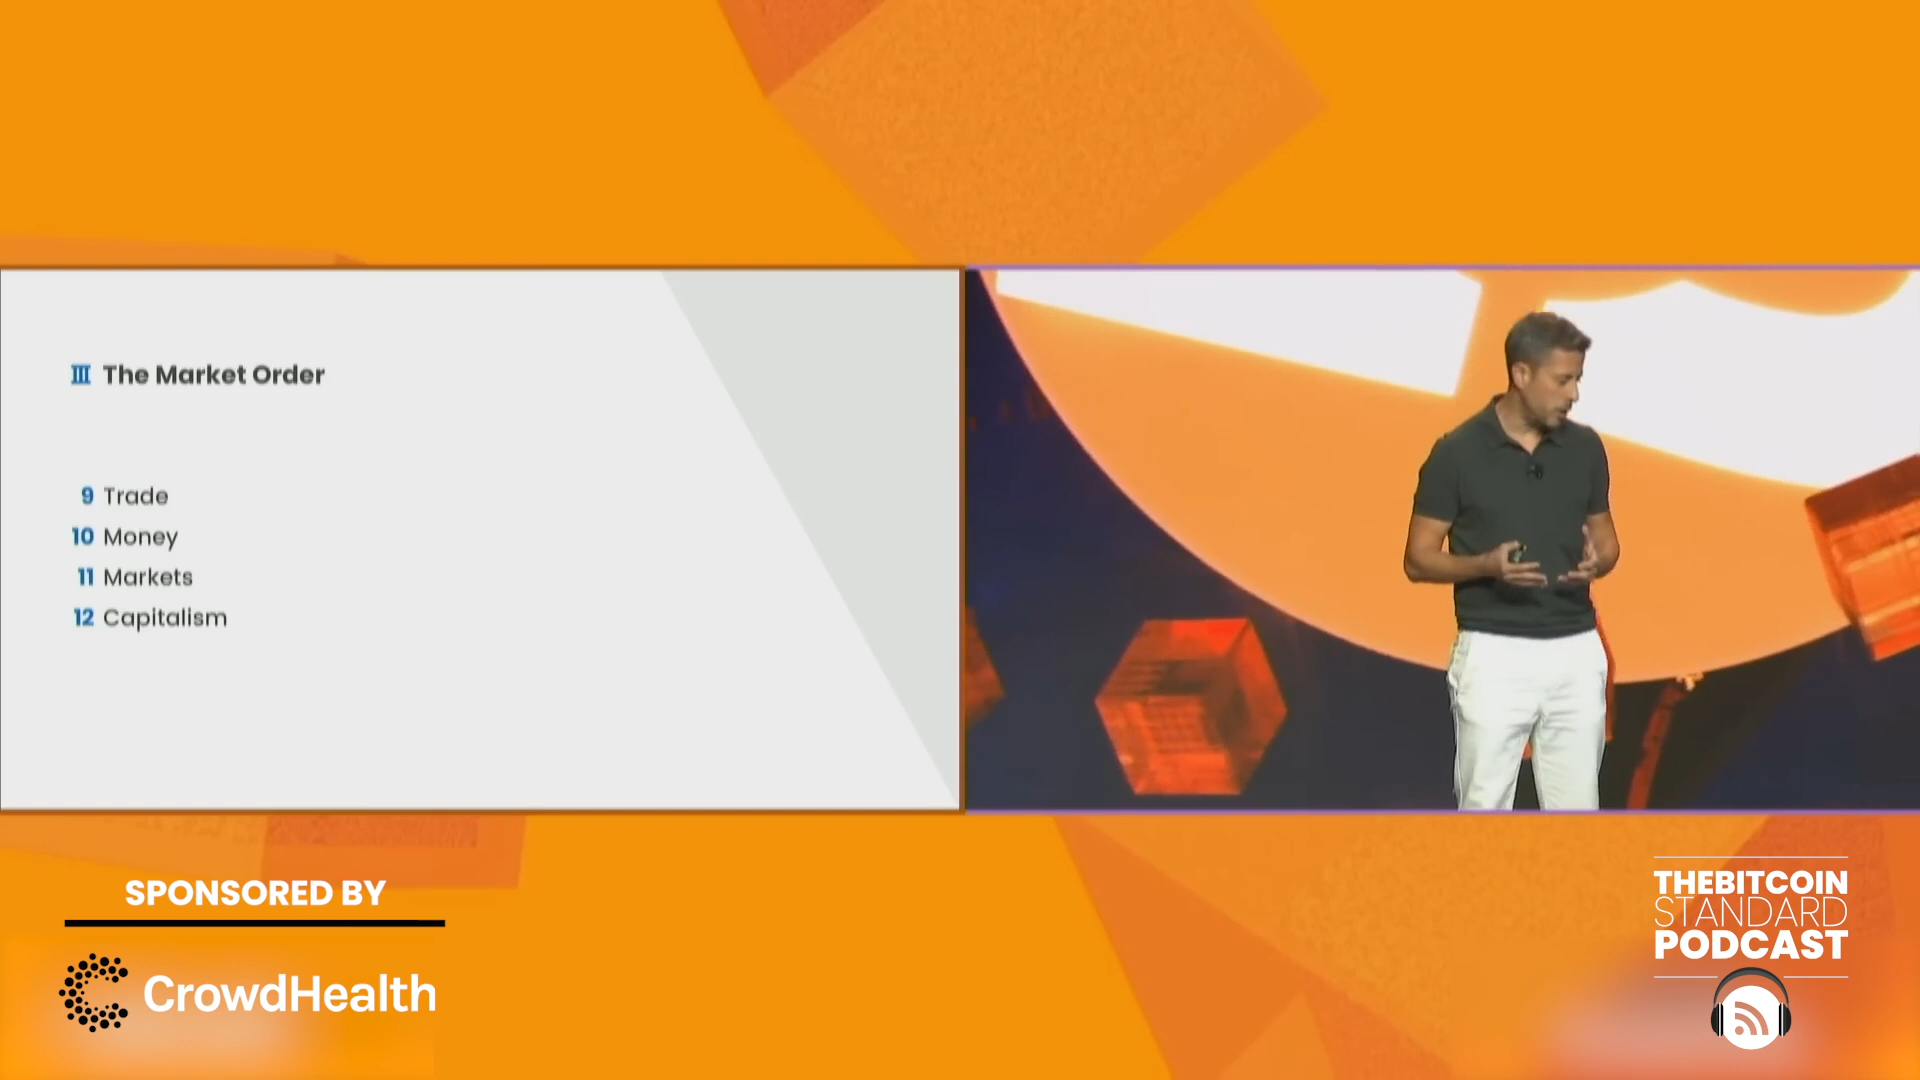 III The Market Order
9 Trade
10 Money
11 Markets
12 Capitalism
SPONSORED BY
CrowdHealth
THEBITCOIN
STANDARD
PODCAST